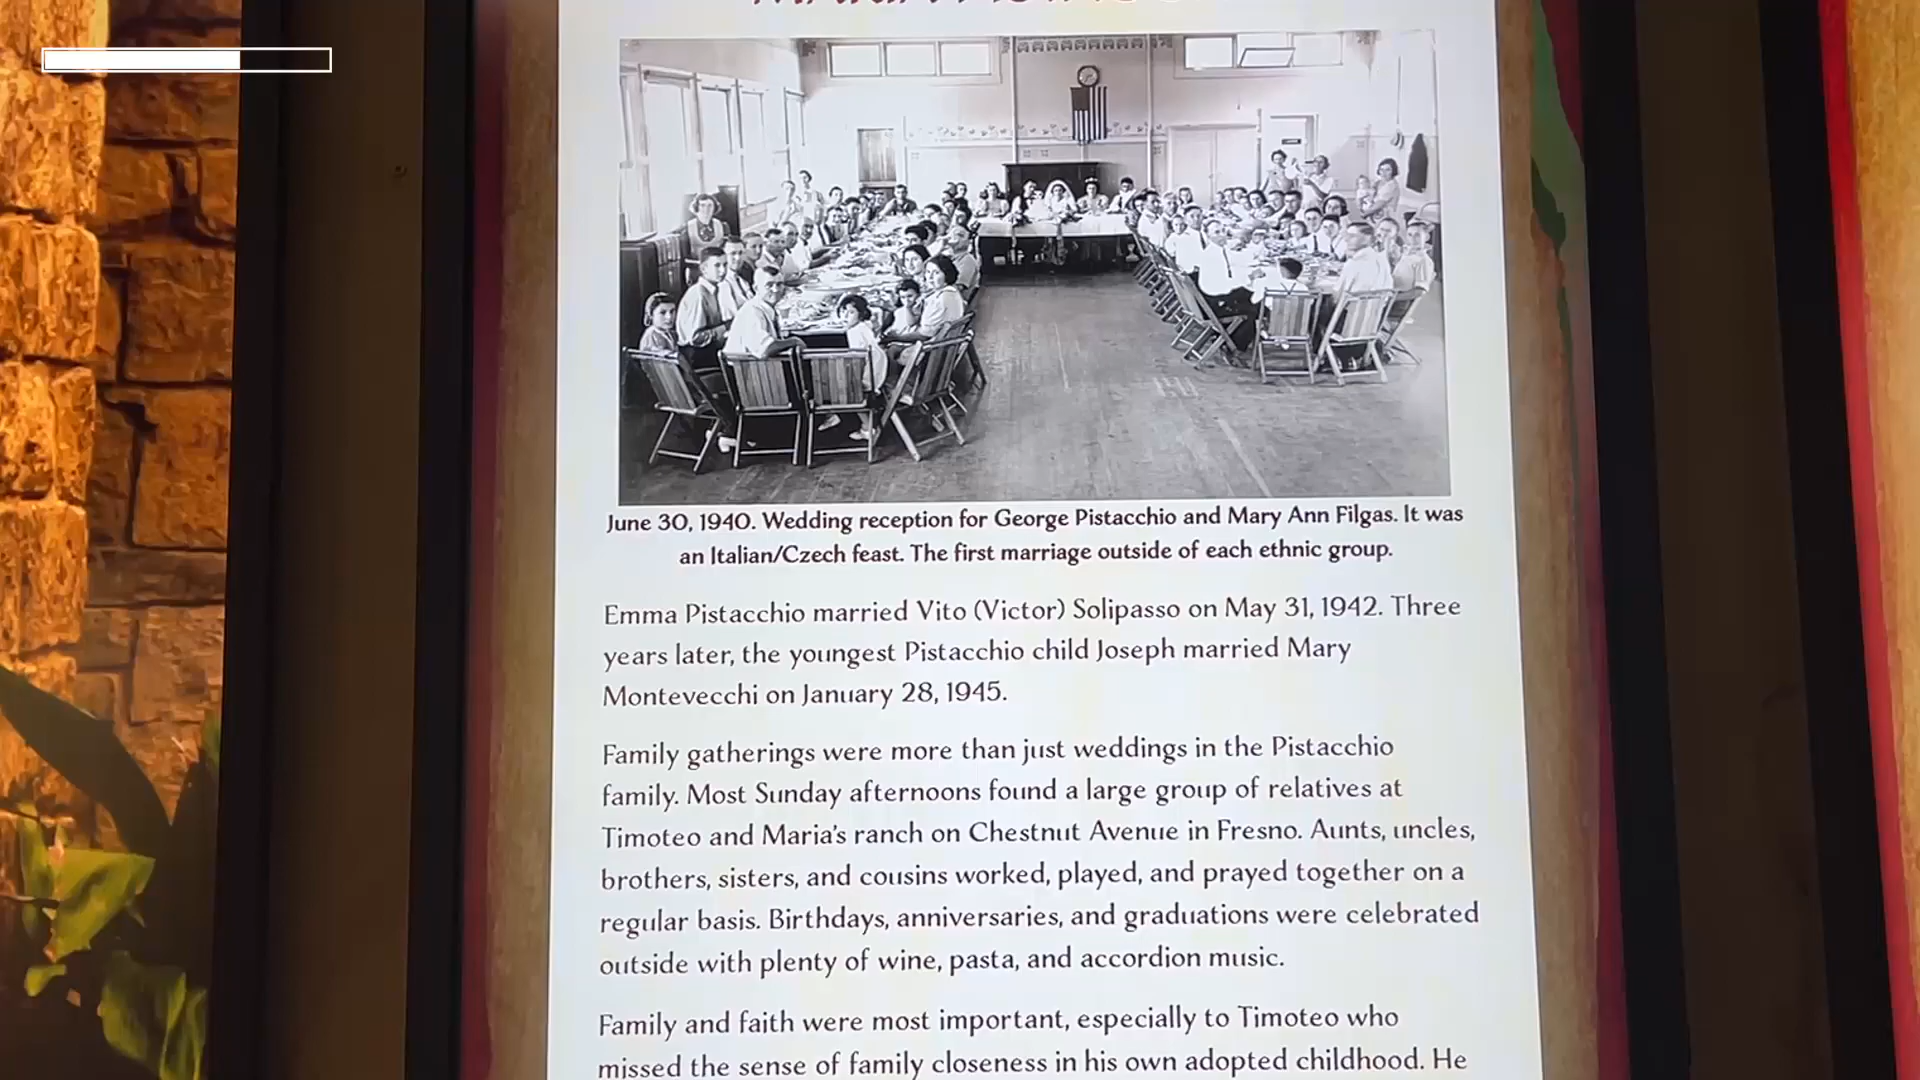 June 30, 1940. Wedding reception for George Pistacchio and Mary Ann Filgas. It was
an Italian/Czech feast. The first marriage outside of each ethnic group.
Emma Pistacchio married Vito (Victor) Solipasso on May 31, 1942. Three
years later, the youngest Pistacchio child Joseph married Mary
Montevecchi on January 28, 1945.
Family gatherings were more than just weddings in the Pistacchio
family. Most Sunday afternoons found a large group of relatives at
Timoteo and Maria's ranch on Chestnut Avenue in Fresno. Aunts, uncles,
brothers, sisters, and cousins worked, played, and prayed together on a
regular basis. Birthdays, anniversaries, and graduations were celebrated
outside with plenty of wine, pasta, and accordion music.
Family and faith were most important, especially to Timoteo who
missed the sense of family closeness in his own adopted childhood. He